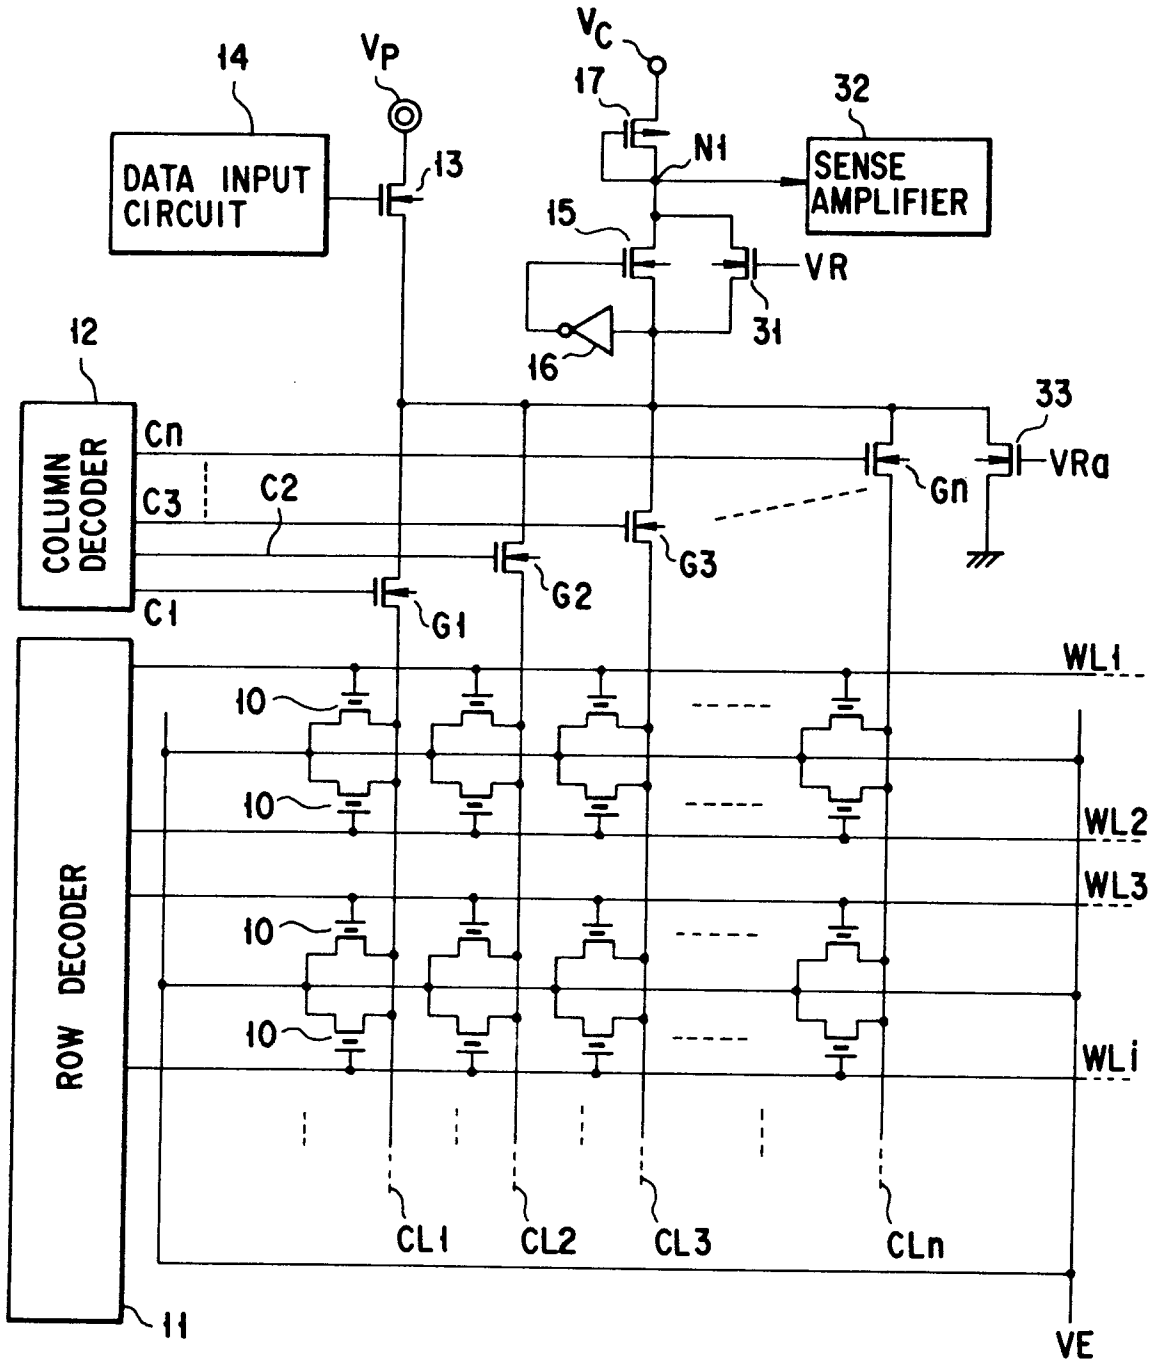 14
VP
VC
17
32
DATA INPUT
CIRCUIT
13
N1
SENSE
AMPLIFIER
15
VR
31
16
12
33
COLUMN
DECODER
Cn
C3
C2
C1
VRa
Gn
G3
G2
G1
ROW DECODER
WL1
10
10
WL2
WL3
10
10
WLi
CL1
CL2
CL3
CLn
11
VE